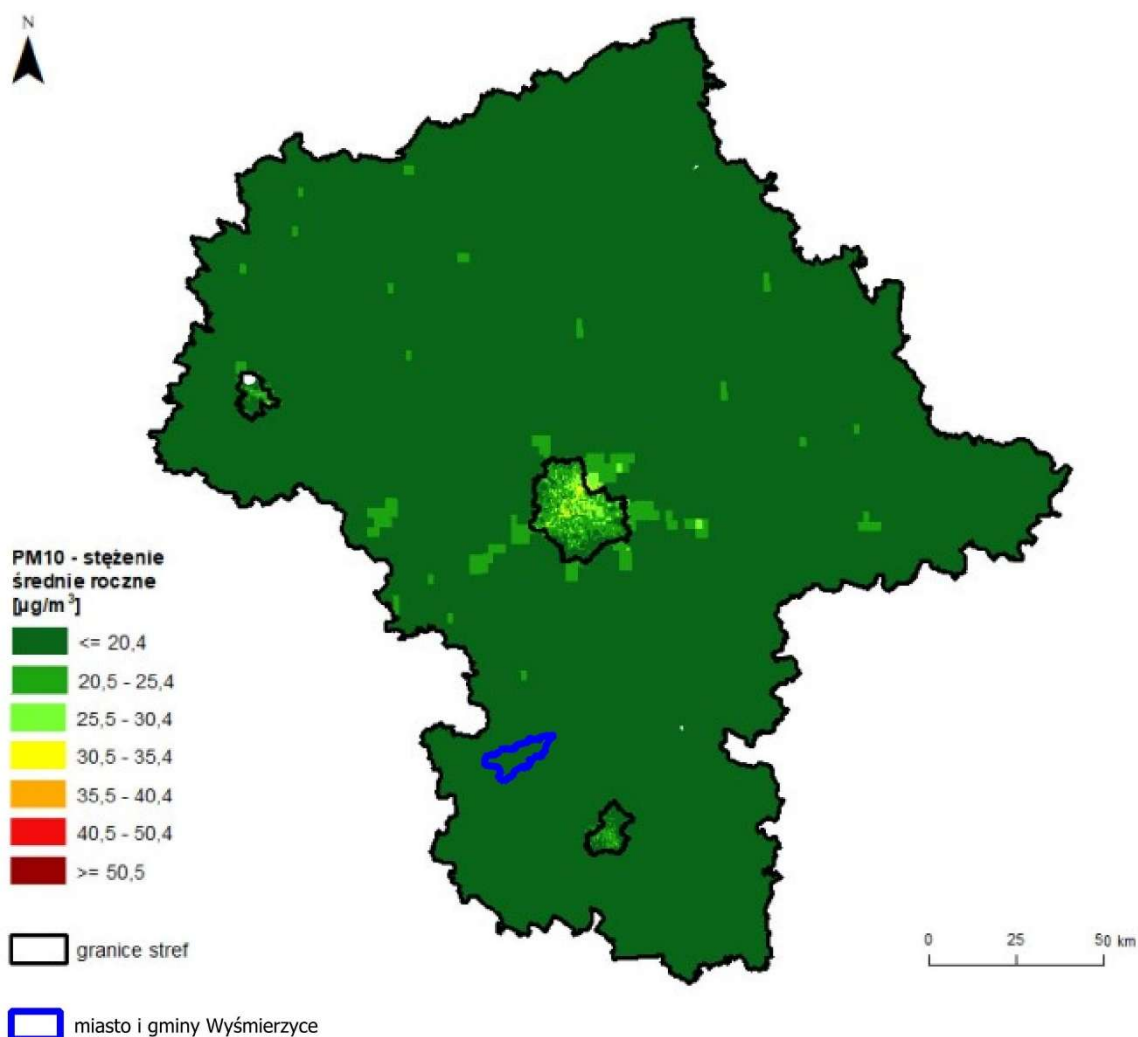 N
PM10 - stężenie
średnie roczne
[µg/m³]
<= 20,4
20,5 - 25,4
25,5 - 30,4
30,5 - 35,4
35,5 - 40,4
40,5 - 50,4
>= 50,5
granice stref
0 25 50 km
miasto i gminy Wyśmierzyce